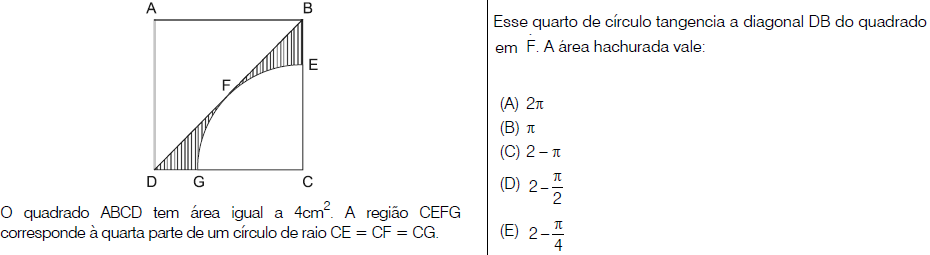 A
B
E
F
D
G
C
O quadrado ABCD tem área igual a 4cm². A região CEFG
corresponde à quarta parte de um círculo de raio CE = CF = CG.
Esse quarto de círculo tangencia a diagonal DB do quadrado
em F. A área hachurada vale:
(A) 2π
(B) π
(C) 2 – π
(D) 2 – π/2
(E) 2 – π/4